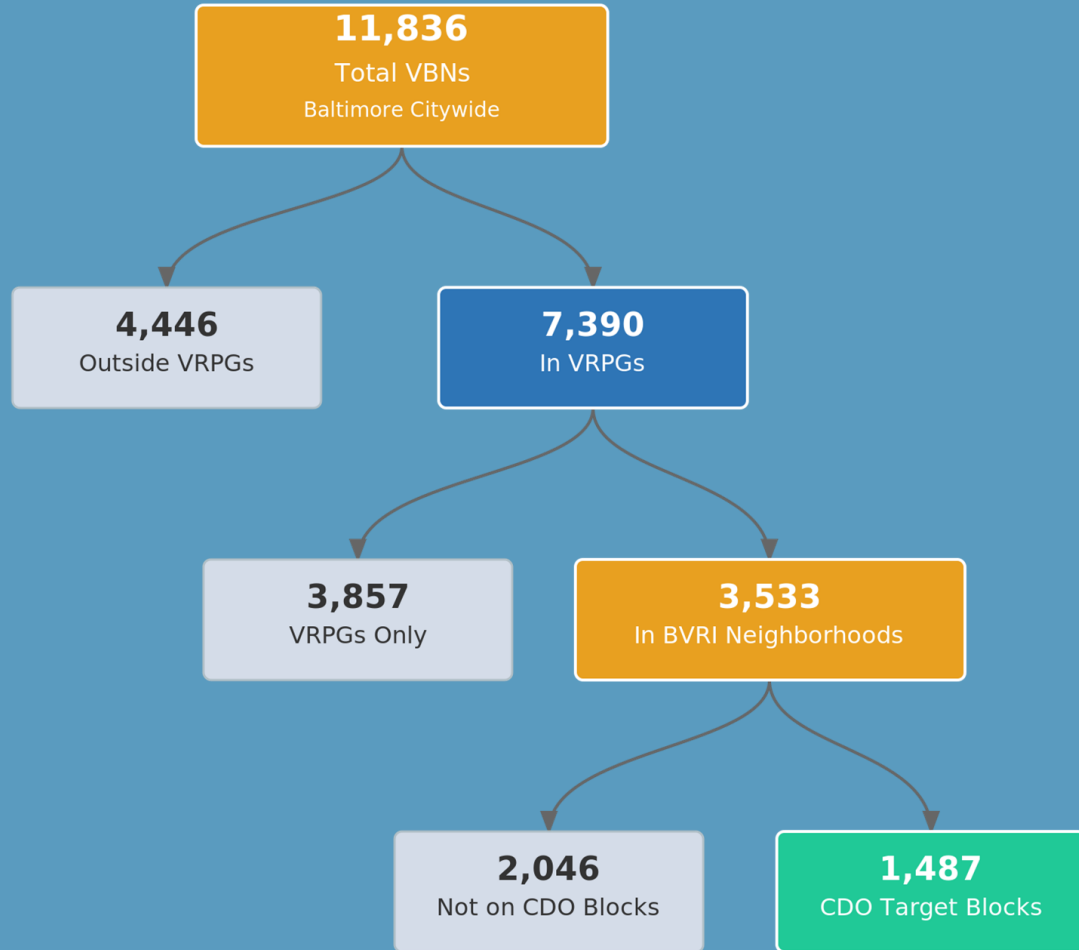 11,836
Total VBNs
Baltimore Citywide
4,446
Outside VRPGs
7,390
In VRPGs
3,857
VRPGs Only
3,533
In BVRI Neighborhoods
2,046
Not on CDO Blocks
1,487
CDO Target Blocks